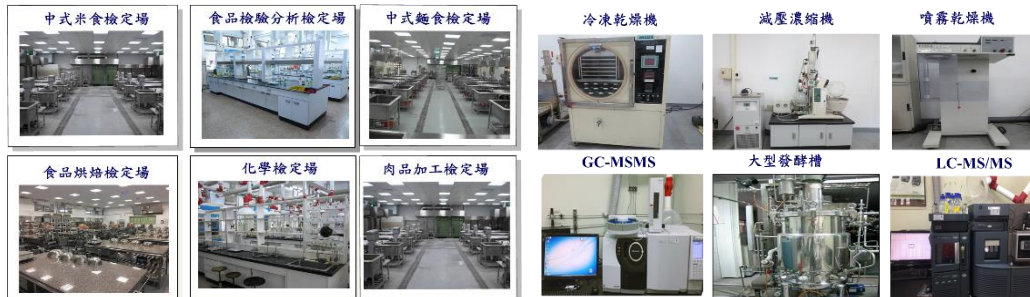 中式米食檢定場
食品檢驗分析檢定場
中式麵食檢定場
冷凍乾燥機
減壓濃縮機
噴霧乾燥機
食品烘焙檢定場
化學檢定場
肉品加工檢定場
GC-MSMS
大型發酵槽
LC-MS/MS